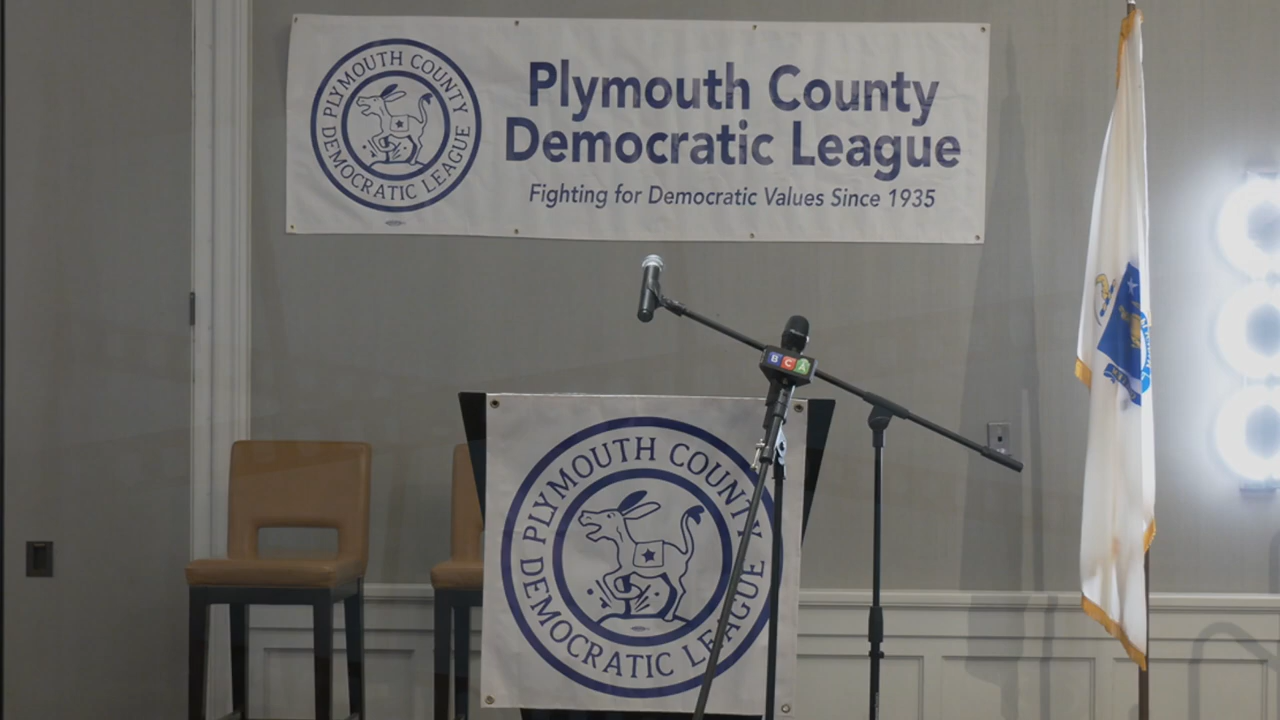 PLYMOUTH COUNTY
DEMOCRATIC LEAGUE
Plymouth County
Democratic League
Fighting for Democratic Values Since 1935
BCA
PLYMOUTH COUNTY
DEMOCRATIC LEAGUE